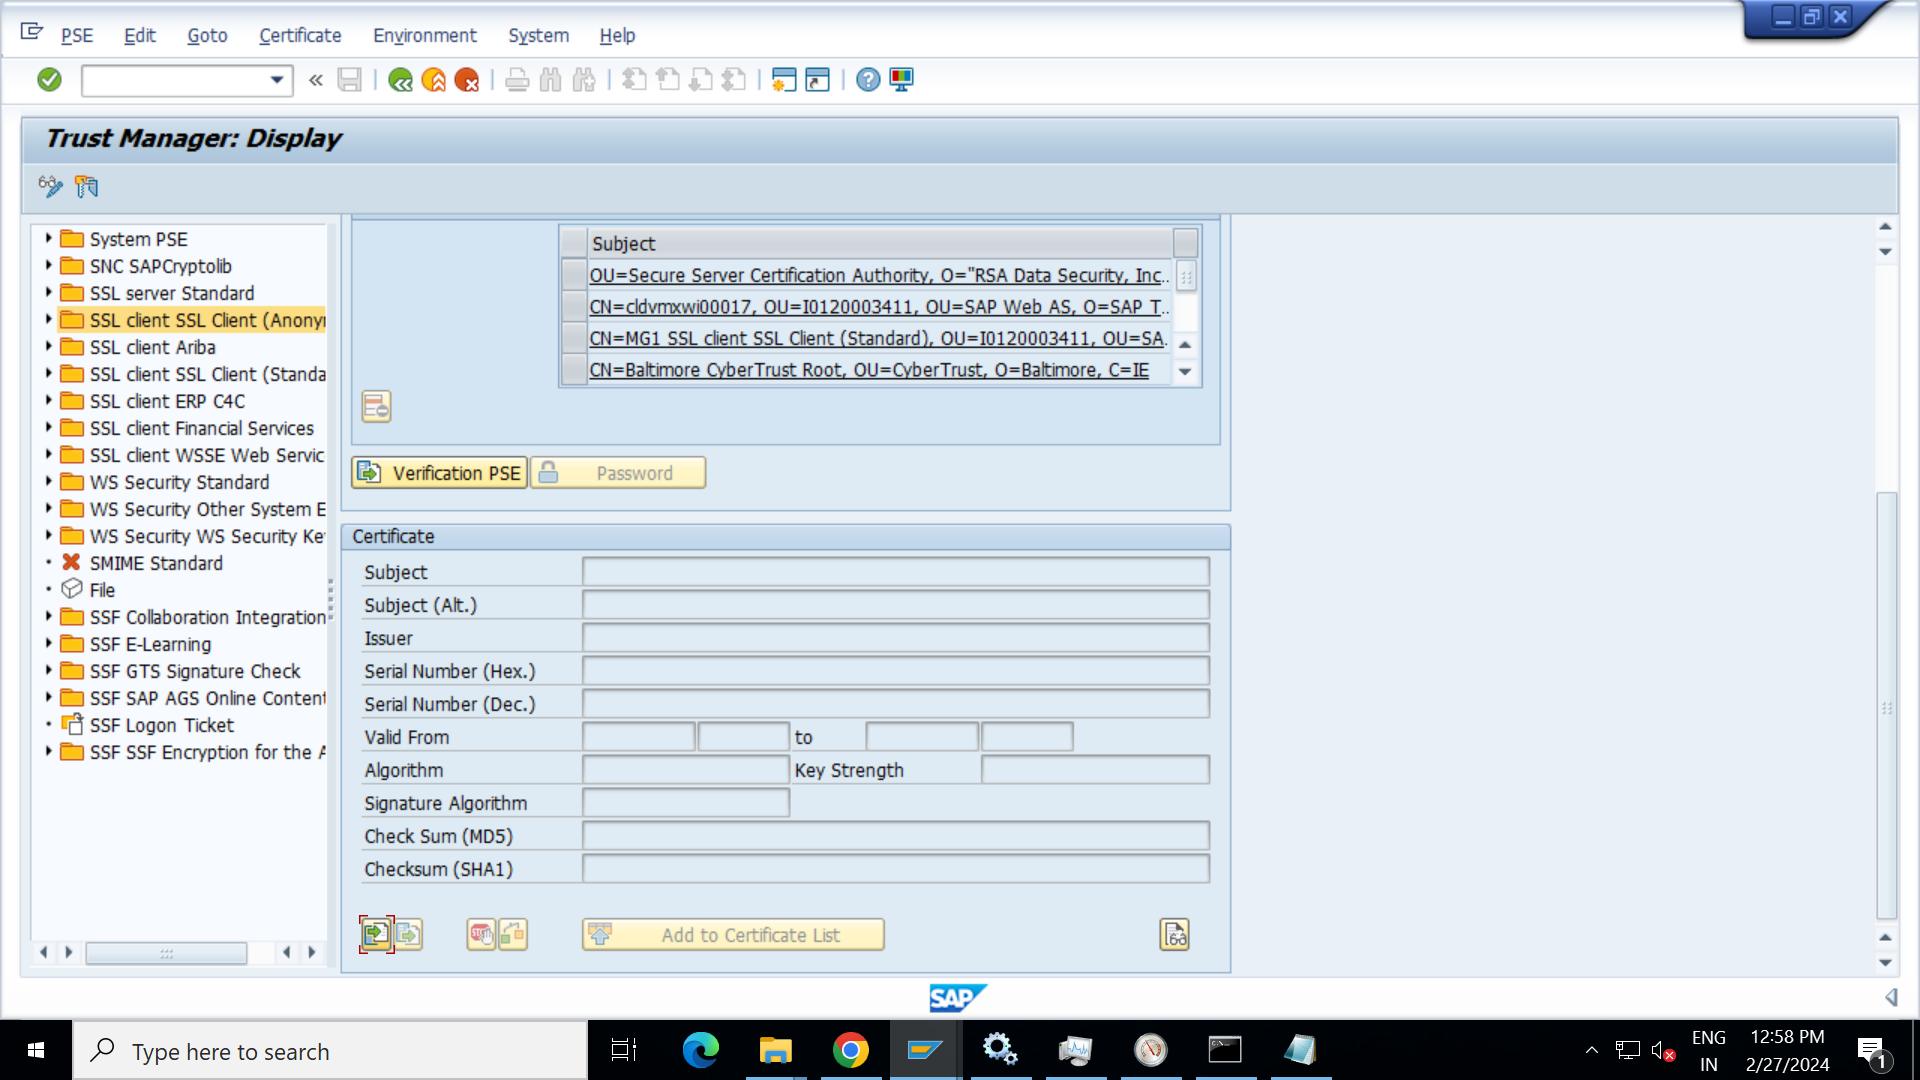 PSE Edit Goto Certificate Environment System Help
Trust Manager: Display
System PSE
SNC SAPCryptolib
SSL server Standard
SSL client SSL Client (Anony
SSL client Ariba
SSL client SSL Client (Standa
SSL client ERP C4C
SSL client Financial Services
SSL client WSSE Web Servic
WS Security Standard
WS Security Other System E
WS Security WS Security Ke
SMIME Standard
File
SSF Collaboration Integration
SSF E-Learning
SSF GTS Signature Check
SSF SAP AGS Online Content
SSF Logon Ticket
SSF SSF Encryption for the A
Subject
OU=Secure Server Certification Authority, O="RSA Data Security, Inc..
CN=cldvmxwi00017, OU=I0120003411, OU=SAP Web AS, O=SAP T..
CN=MG1 SSL client SSL Client (Standard), OU=I0120003411, OU=SA.
CN=Baltimore CyberTrust Root, OU=CyberTrust, O=Baltimore, C=IE
Verification PSE Password
Certificate
Subject
Subject (Alt.)
Issuer
Serial Number (Hex.)
Serial Number (Dec.)
Valid From to
Algorithm Key Strength
Signature Algorithm
Check Sum (MD5)
Checksum (SHA1)
Add to Certificate List
SAP
Type here to search
ENG
IN
12:58 PM
2/27/2024
1